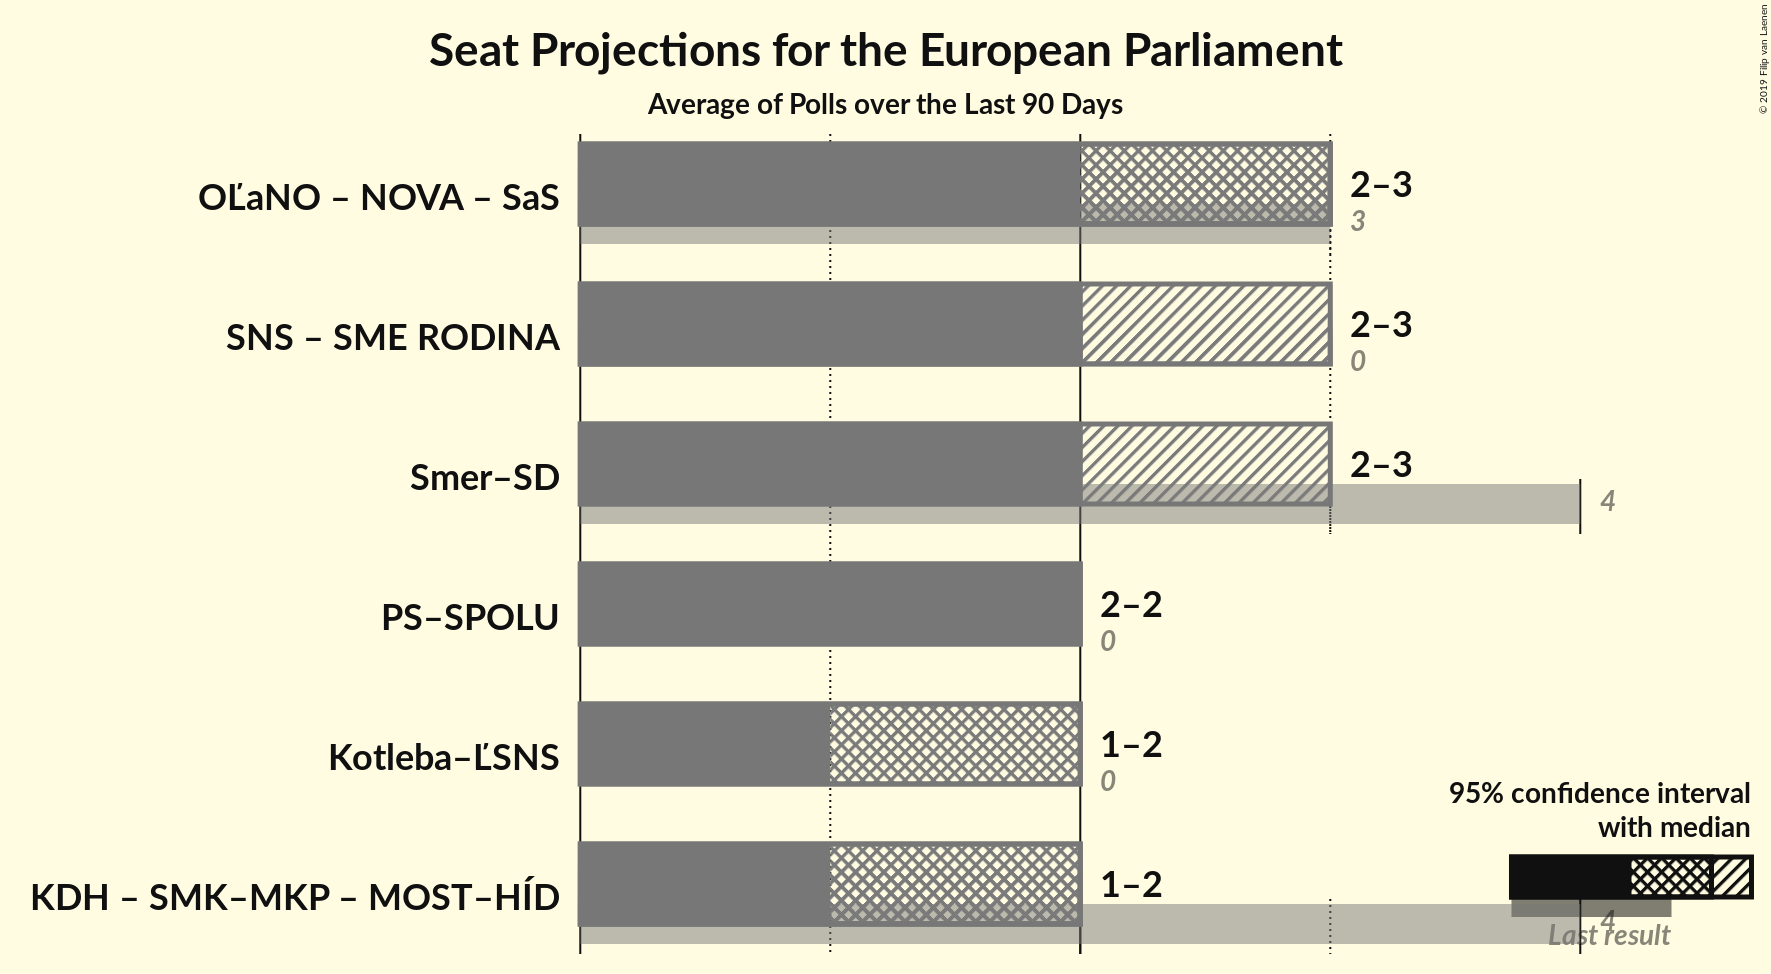 Seat Projections for the European Parliament
Average of Polls over the Last 90 Days
© 2019 Filip van Laenen
OĽaNO – NOVA – SaS
2–3
3
SNS – SME RODINA
2–3
0
Smer–SD
2–3
4
PS–SPOLU
2–2
0
Kotleba–ĽSNS
1–2
0
KDH – SMK–MKP – MOST–HÍD
1–2
4
95% confidence interval
with median
Last result